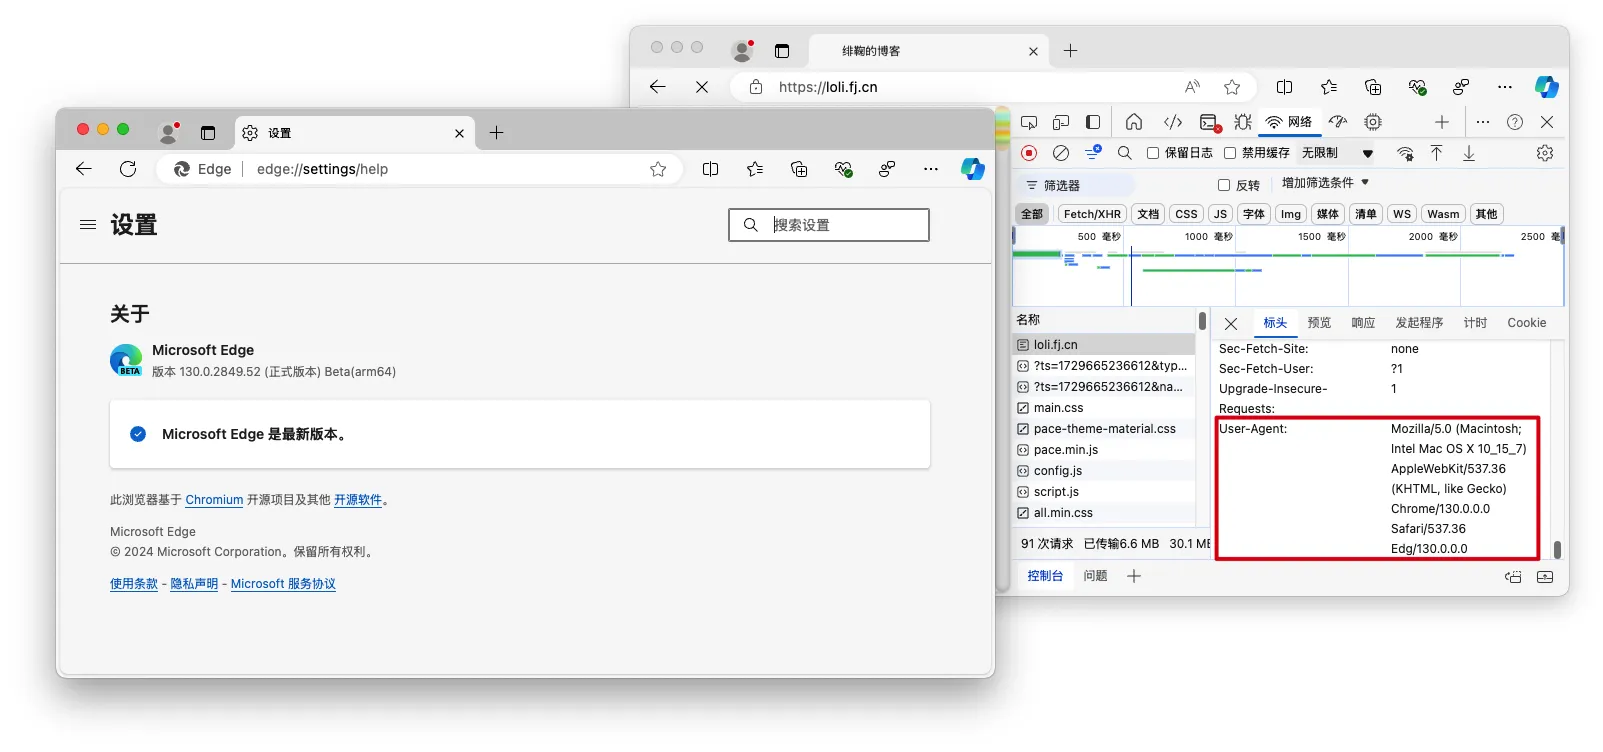 设置
Edge
edge://settings/help
设置
搜索设置
关于
BETA
Microsoft Edge
版本 130.0.2849.52 (正式版本) Beta(arm64)
Microsoft Edge 是最新版本。
此浏览器基于 Chromium 开源项目及其他 开源软件。
Microsoft Edge
© 2024 Microsoft Corporation。保留所有权利。
使用条款 - 隐私声明 - Microsoft 服务协议
绯鞠的博客
https://loli.fj.cn
网络
保留日志
禁用缓存
无限制
筛选器
反转
增加筛选条件
全部 Fetch/XHR 文档 CSS JS 字体 Img 媒体 清单 WS Wasm 其他
500 毫秒 1000 毫秒 1500 毫秒 2000 毫秒 2500 毫
名称
loli.fj.cn
?ts=1729665236612&typ...
?ts=1729665236612&na...
main.css
pace-theme-material.css
pace.min.js
config.js
script.js
all.min.css
91 次请求 已传输6.6 MB 30.1 ME
标头 预览 响应 发起程序 计时 Cookie
Sec-Fetch-Site: none
Sec-Fetch-User: ?1
Upgrade-Insecure- 1
Requests:
User-Agent: Mozilla/5.0 (Macintosh;
Intel Mac OS X 10_15_7)
AppleWebKit/537.36
(KHTML, like Gecko)
Chrome/130.0.0.0
Safari/537.36
Edg/130.0.0.0
控制台 问题